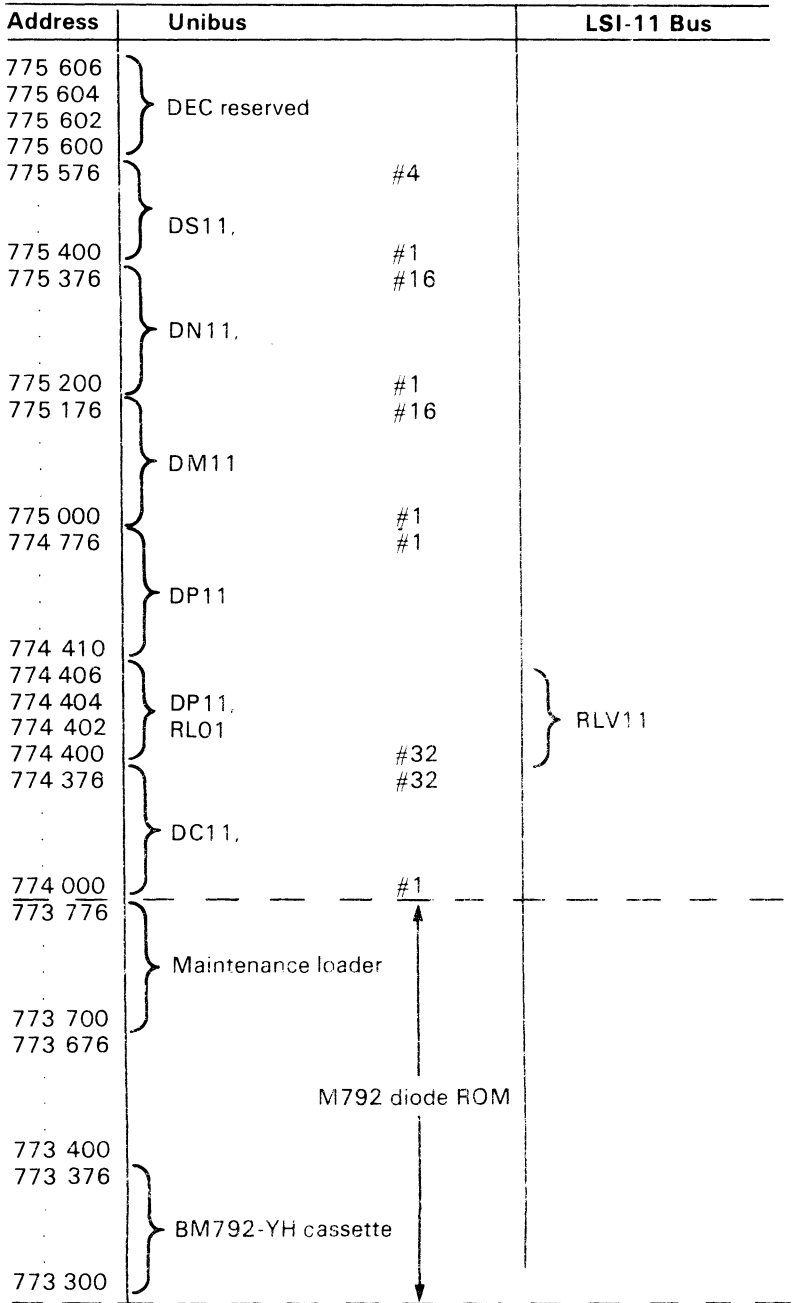 Address Unibus LSI-11 Bus
775 606
775 604
DEC reserved
775 602
775 600
775 576 #4
DS11,
775 400 #1
775 376 #16
DN11,
775 200 #1
775 176 #16
DM11
775 000 #1
774 776 #1
DP11
774 410
774 406
774 404 DP11, RLV11
774 402 RL01
774 400 #32
774 376 #32
DC11,
774 000 #1
773 776
Maintenance loader
773 700
773 676
M792 diode ROM
773 400
773 376
BM792-YH cassette
773 300